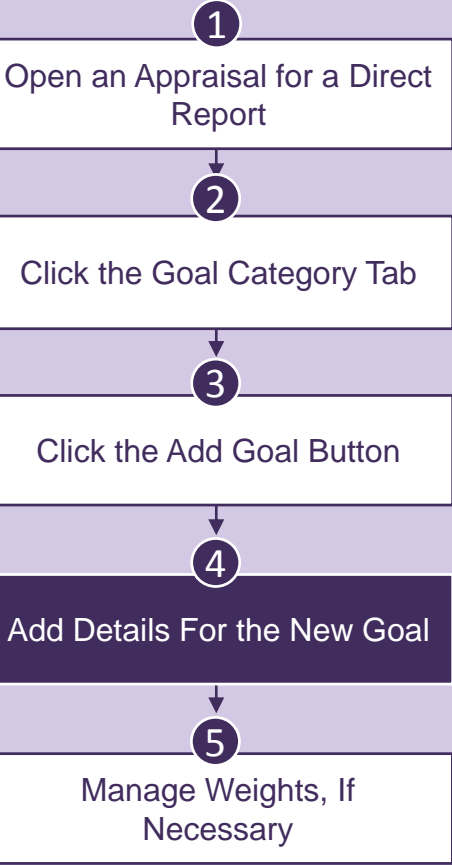 1
Open an Appraisal for a Direct
Report
2
Click the Goal Category Tab
3
Click the Add Goal Button
4
Add Details For the New Goal
5
Manage Weights, If
Necessary